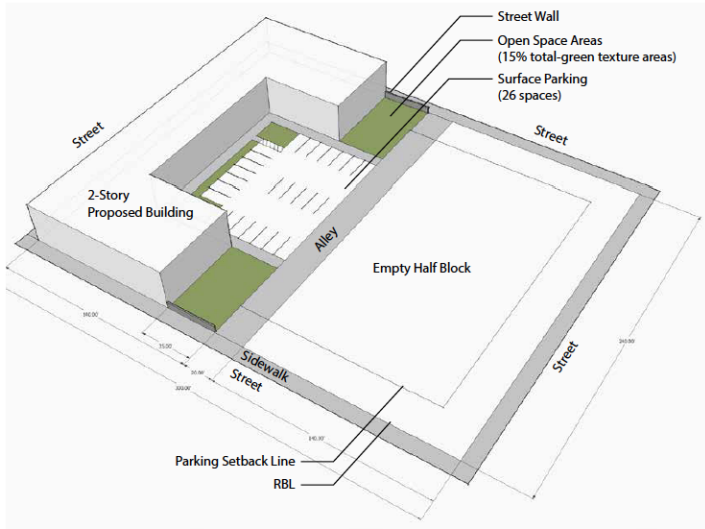 Street Wall
Open Space Areas
(15% total-green texture areas)
Surface Parking
(26 spaces)
Street
Street
2-Story
Proposed Building
Alley
Empty Half Block
Sidewalk
Street
Street
Parking Setback Line
RBL